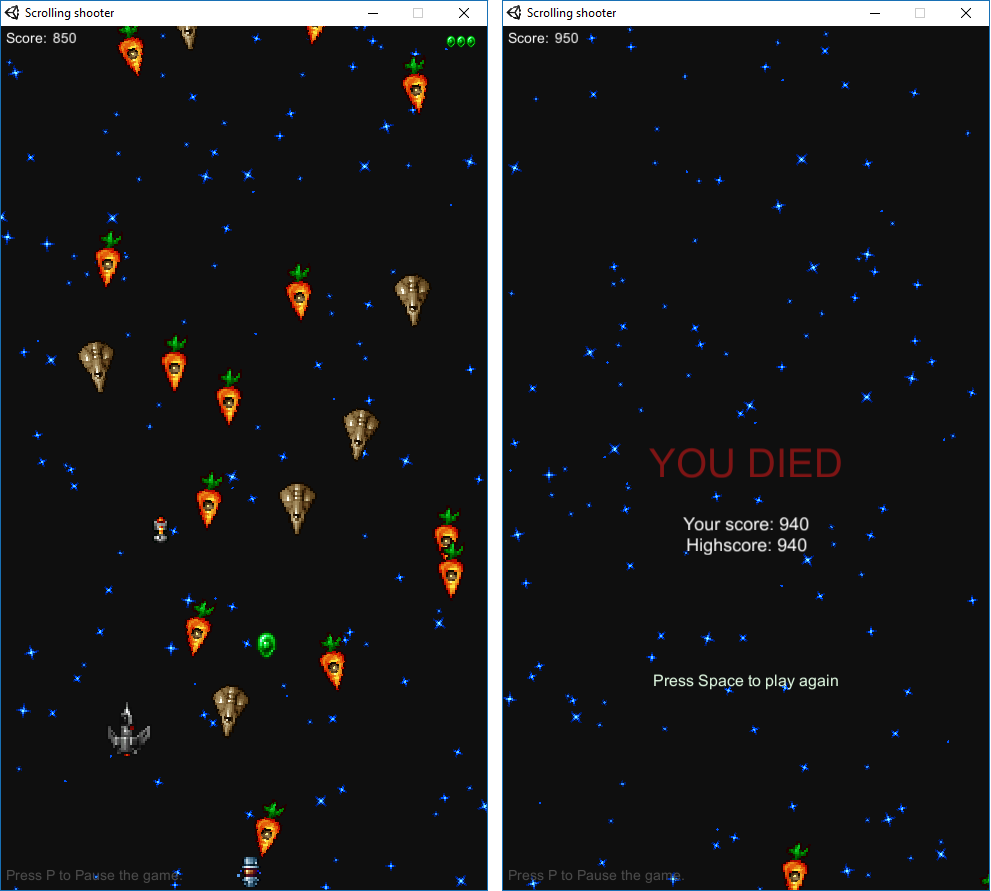 Scrolling shooter
Score: 850
Press P to Pause the game.
Scrolling shooter
Score: 950
YOU DIED
Your score: 940
Highscore: 940
Press Space to play again
Press P to Pause the game.